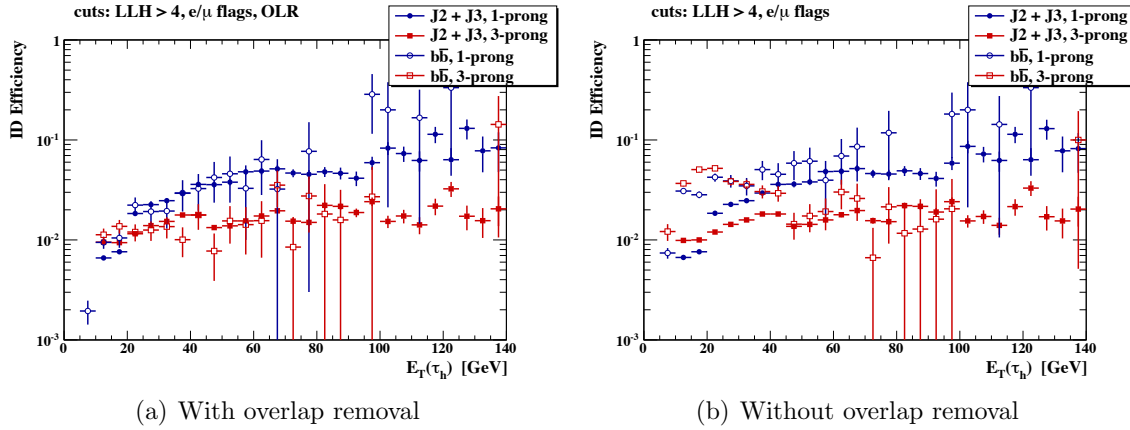 cuts: LLH > 4, e/μ flags, OLR
J2 + J3, 1-prong
J2 + J3, 3-prong
bb̅, 1-prong
bb̅, 3-prong
ID Efficiency
1
10⁻¹
10⁻²
10⁻³
0 20 40 60 80 100 120 140
E_T(τ_h) [GeV]
(a) With overlap removal
cuts: LLH > 4, e/μ flags
J2 + J3, 1-prong
J2 + J3, 3-prong
bb̅, 1-prong
bb̅, 3-prong
ID Efficiency
1
10⁻¹
10⁻²
10⁻³
0 20 40 60 80 100 120 140
E_T(τ_h) [GeV]
(b) Without overlap removal